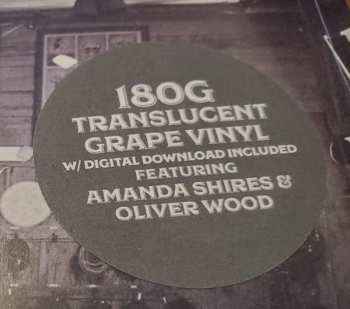 180G
TRANSLUCENT
GRAPE VINYL
W/ DIGITAL DOWNLOAD INCLUDED
FEATURING
AMANDA SHIRES &
OLIVER WOOD